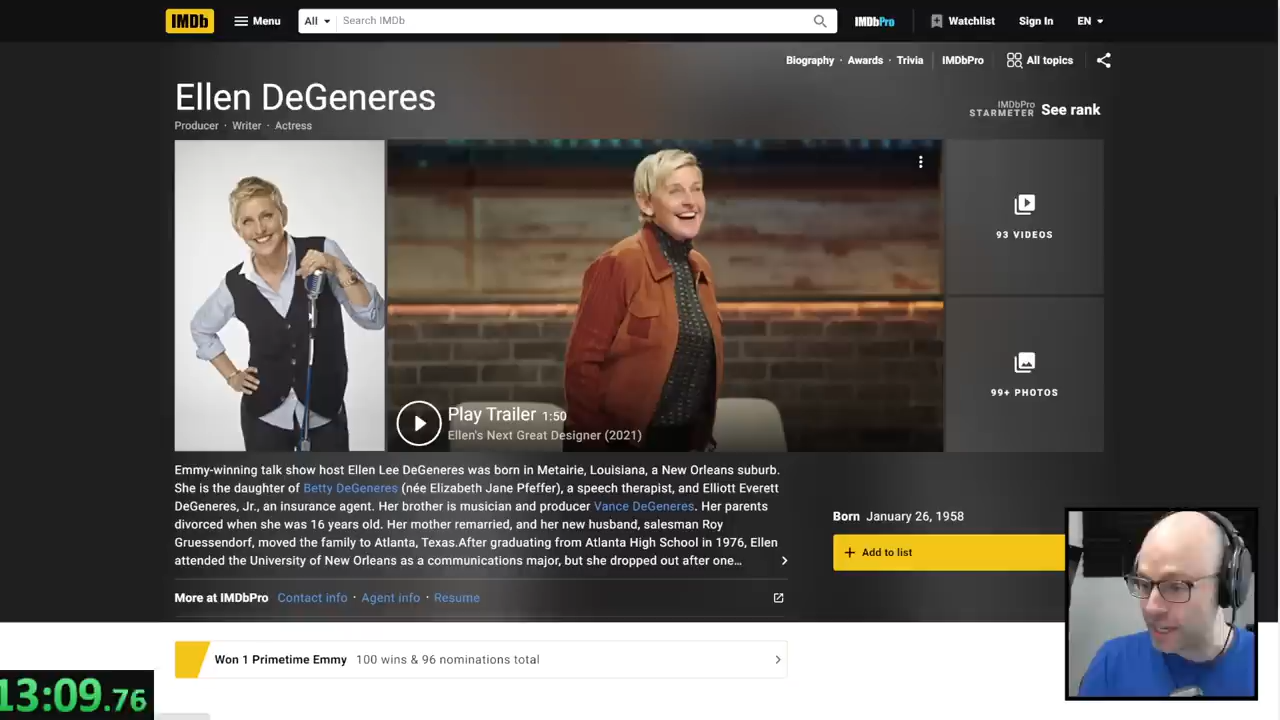 IMDb Menu All Search IMDb IMDbPro Watchlist Sign In EN
Biography · Awards · Trivia IMDbPro All topics
Ellen DeGeneres
Producer · Writer · Actress
IMDbPro
STARMETER See rank
93 VIDEOS
99+ PHOTOS
Play Trailer 1:50
Ellen's Next Great Designer (2021)
Emmy-winning talk show host Ellen Lee DeGeneres was born in Metairie, Louisiana, a New Orleans suburb.
She is the daughter of Betty DeGeneres (née Elizabeth Jane Pfeffer), a speech therapist, and Elliott Everett
DeGeneres, Jr., an insurance agent. Her brother is musician and producer Vance DeGeneres. Her parents
divorced when she was 16 years old. Her mother remarried, and her new husband, salesman Roy
Gruessendorf, moved the family to Atlanta, Texas.After graduating from Atlanta High School in 1976, Ellen
attended the University of New Orleans as a communications major, but she dropped out after one…
Born January 26, 1958
+ Add to list
More at IMDbPro Contact info · Agent info · Resume
Won 1 Primetime Emmy 100 wins & 96 nominations total
13:09.76